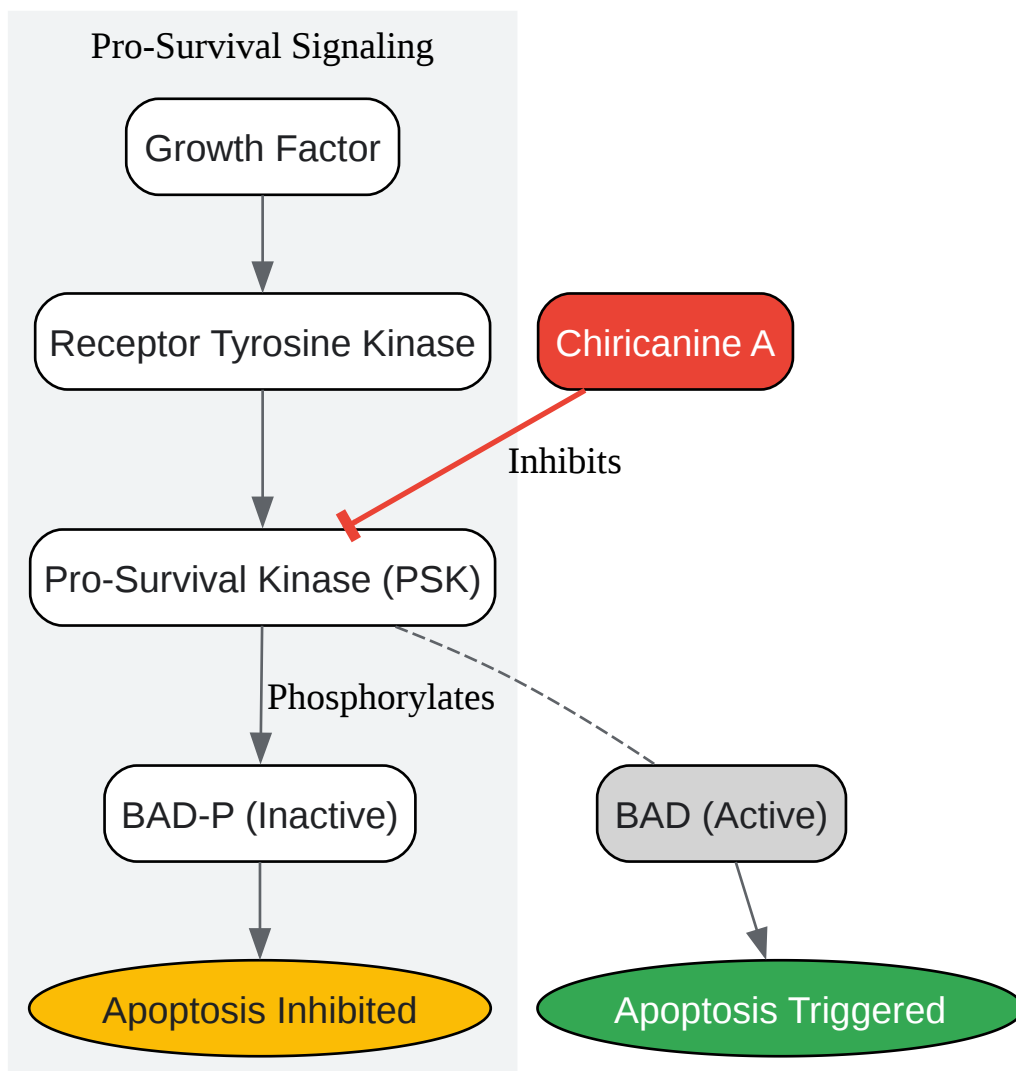 Pro-Survival Signaling
Growth Factor
Receptor Tyrosine Kinase
Chiricanine A
Inhibits
Pro-Survival Kinase (PSK)
Phosphorylates
BAD-P (Inactive)
BAD (Active)
Apoptosis Inhibited
Apoptosis Triggered